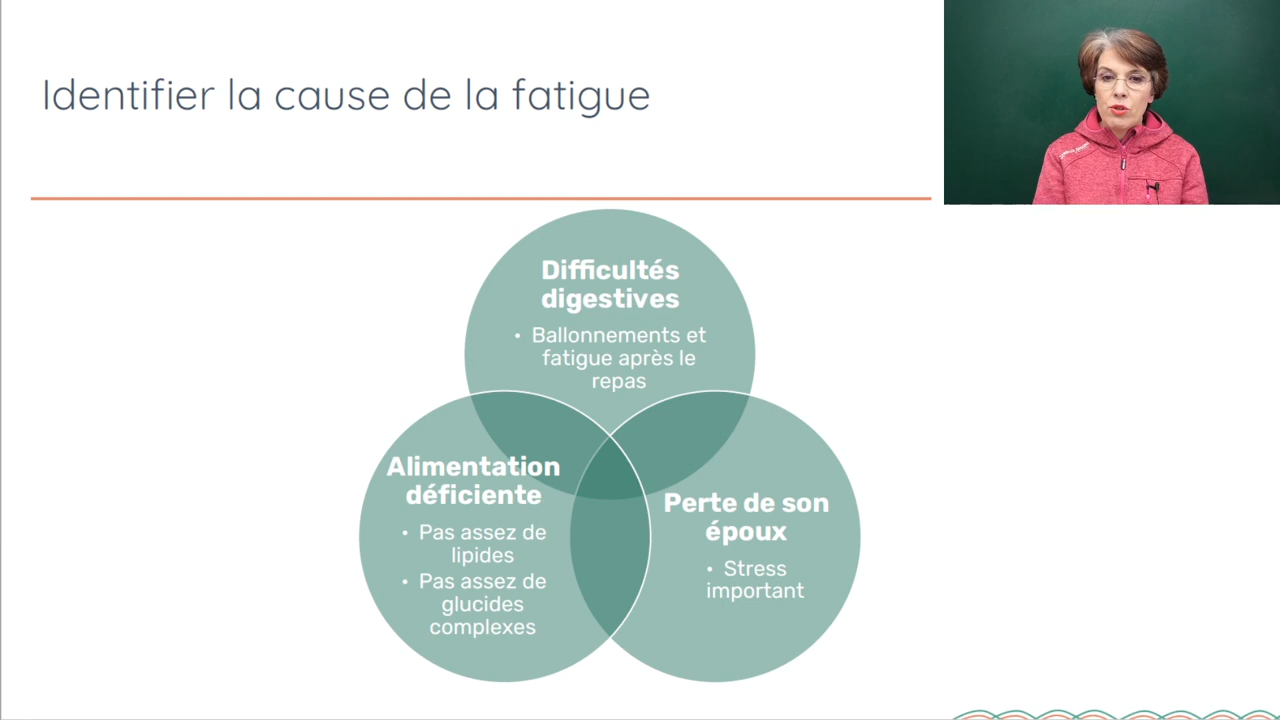 Identifier la cause de la fatigue
Difficultés
digestives
• Ballonnements et
fatigue après le
repas
Alimentation
déficiente
• Pas assez de
lipides
• Pas assez de
glucides
complexes
Perte de son
époux
• Stress
important